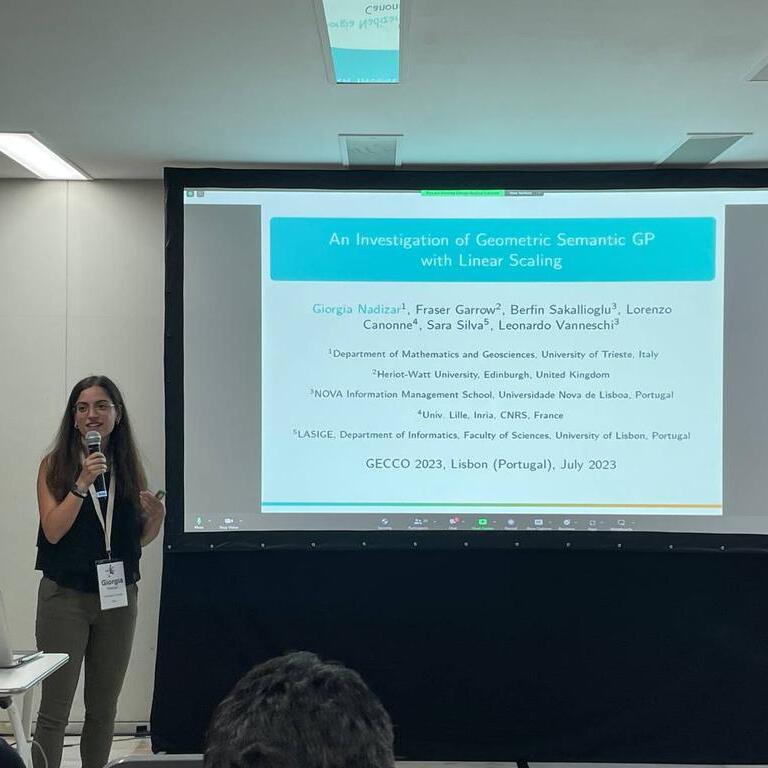 Canon
orgia Nadizar
An Investigation of Geometric Semantic GP
with Linear Scaling
Giorgia Nadizar¹, Fraser Garrow², Berfin Sakallioglu³, Lorenzo
Canonne⁴, Sara Silva⁵, Leonardo Vanneschi³
¹Department of Mathematics and Geosciences, University of Trieste, Italy
²Heriot-Watt University, Edinburgh, United Kingdom
³NOVA Information Management School, Universidade Nova de Lisboa, Portugal
⁴Univ. Lille, Inria, CNRS, France
⁵LASIGE, Department of Informatics, Faculty of Sciences, University of Lisbon, Portugal
GECCO 2023, Lisbon (Portugal), July 2023
Giorgia